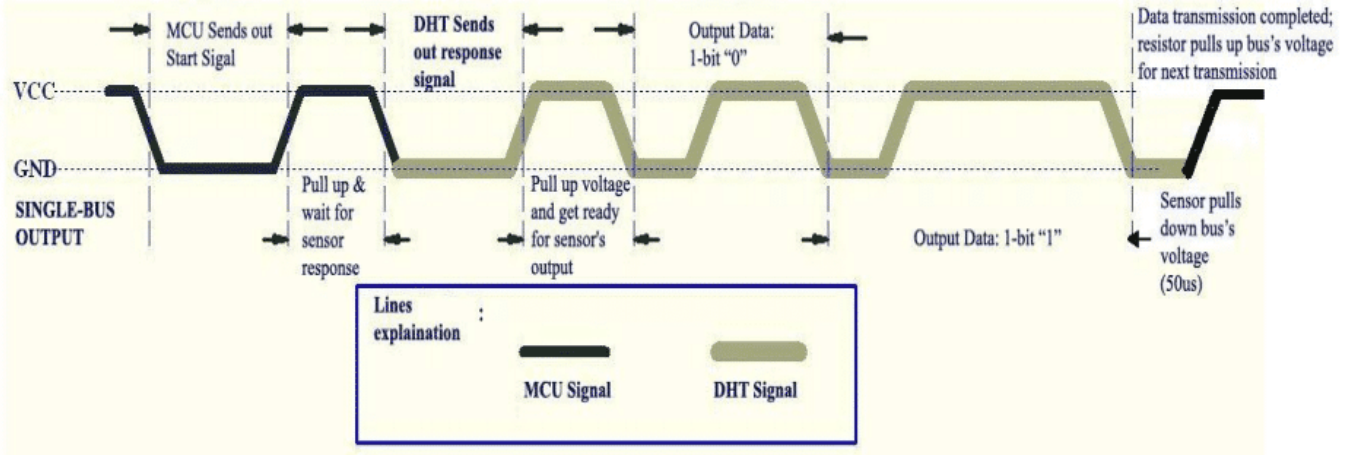 MCU Sends out
Start Sigal
DHT Sends
out response
signal
Output Data:
1-bit “0”
Data transmission completed;
resistor pulls up bus’s voltage
for next transmission
VCC
GND
SINGLE-BUS
OUTPUT
Pull up &
wait for
sensor
response
Pull up voltage
and get ready
for sensor's
output
Output Data: 1-bit “1”
Sensor pulls
down bus’s
voltage
(50us)
Lines
explaination :
MCU Signal
DHT Signal